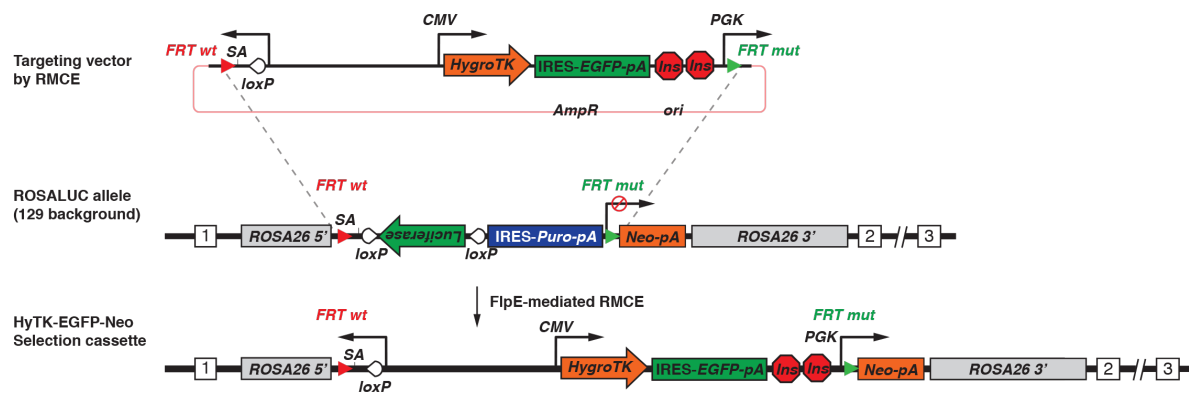 CMV PGK
FRT wt SA FRT mut
Targeting vector
by RMCE
HygroTK IRES-EGFP-pA Ins Ins
loxP
AmpR ori
FRT wt FRT mut
ROSALUC allele
(129 background)
SA
1 ROSA26 5’ Luciferase IRES-Puro-pA Neo-pA ROSA26 3’ 2 3
loxP loxP
FlpE-mediated RMCE
HyTK-EGFP-Neo
Selection cassette
FRT wt FRT mut
CMV PGK
SA
1 ROSA26 5’ HygroTK IRES-EGFP-pA Ins Ins Neo-pA ROSA26 3’ 2 3
loxP